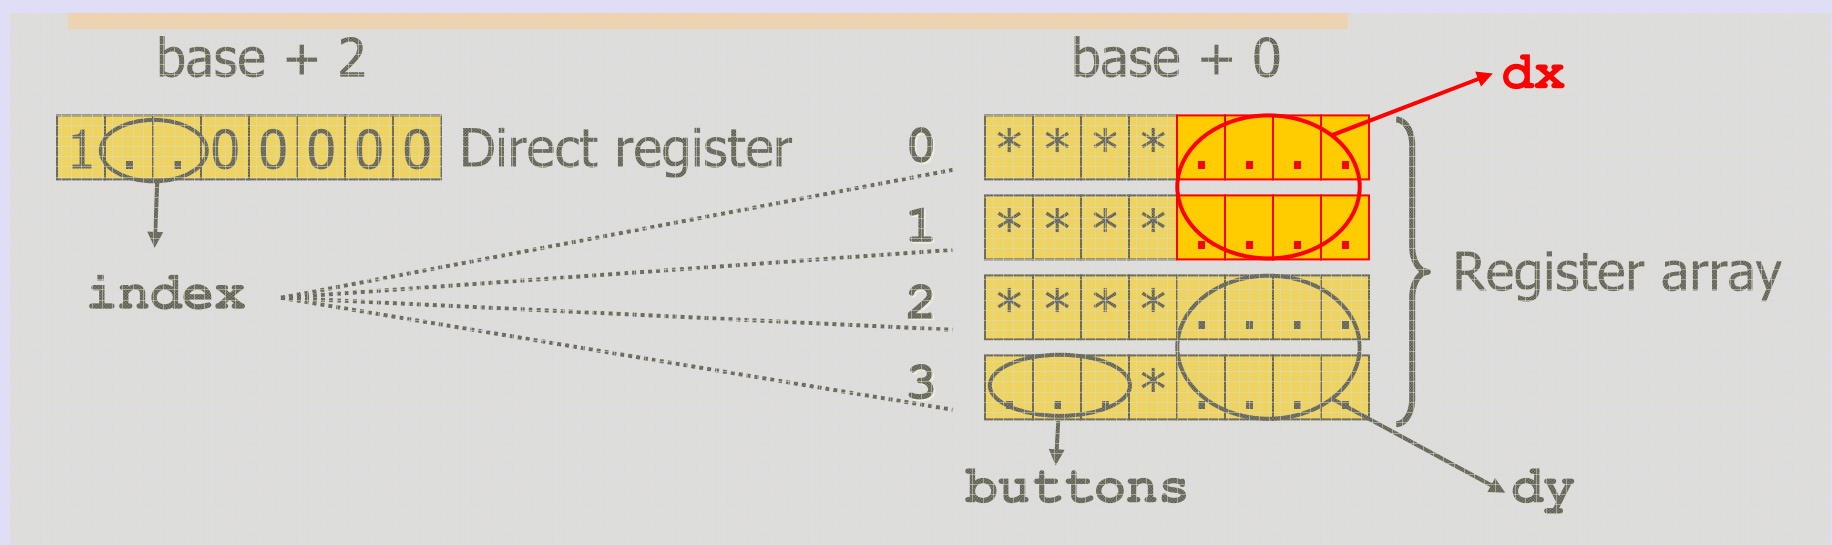 base + 2
base + 0
dx
1 . . 0 0 0 0 0 Direct register
0 * * * * . . . .
1 * * * * . . . .
index
2 * * * * . . . .
Register array
3 . . . * . . . .
buttons
dy